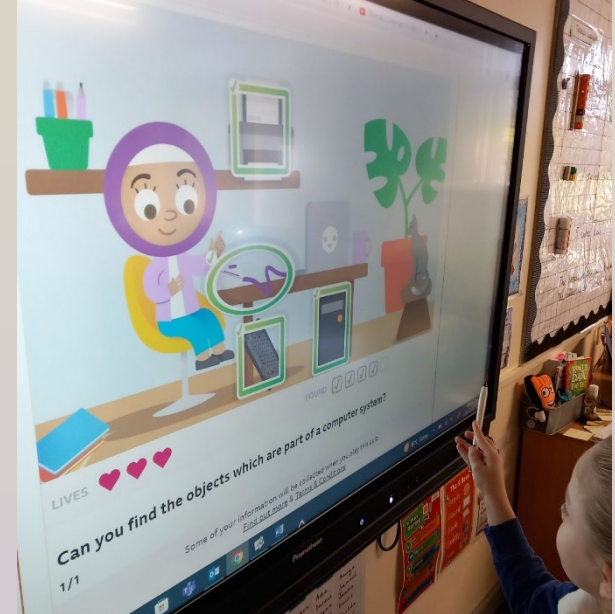 FOUND
LIVES
Can you find the objects which are part of a computer system?
Some of your information will be collected when you play this quiz.
Find out more & Terms & Conditions
1/1
Promethean